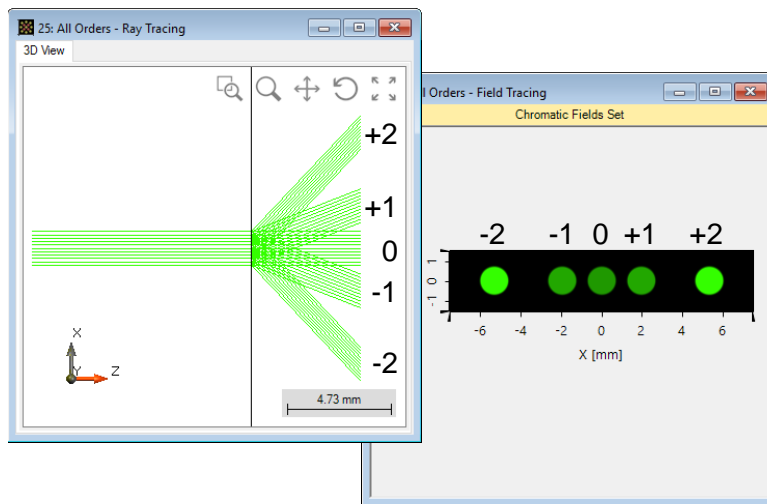 25: All Orders - Ray Tracing
3D View
+2
+1
0
-1
-2
X
Y
Z
4.73 mm
ll Orders - Field Tracing
Chromatic Fields Set
-2 -1 0 +1 +2
-1 0 1
-6 -4 -2 0 2 4 6
X [mm]